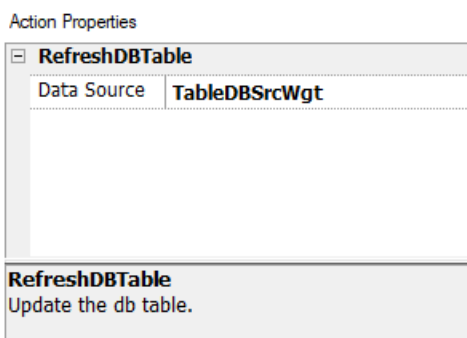 Action Properties
RefreshDBTable
Data Source TableDBSrcWgt
RefreshDBTable
Update the db table.